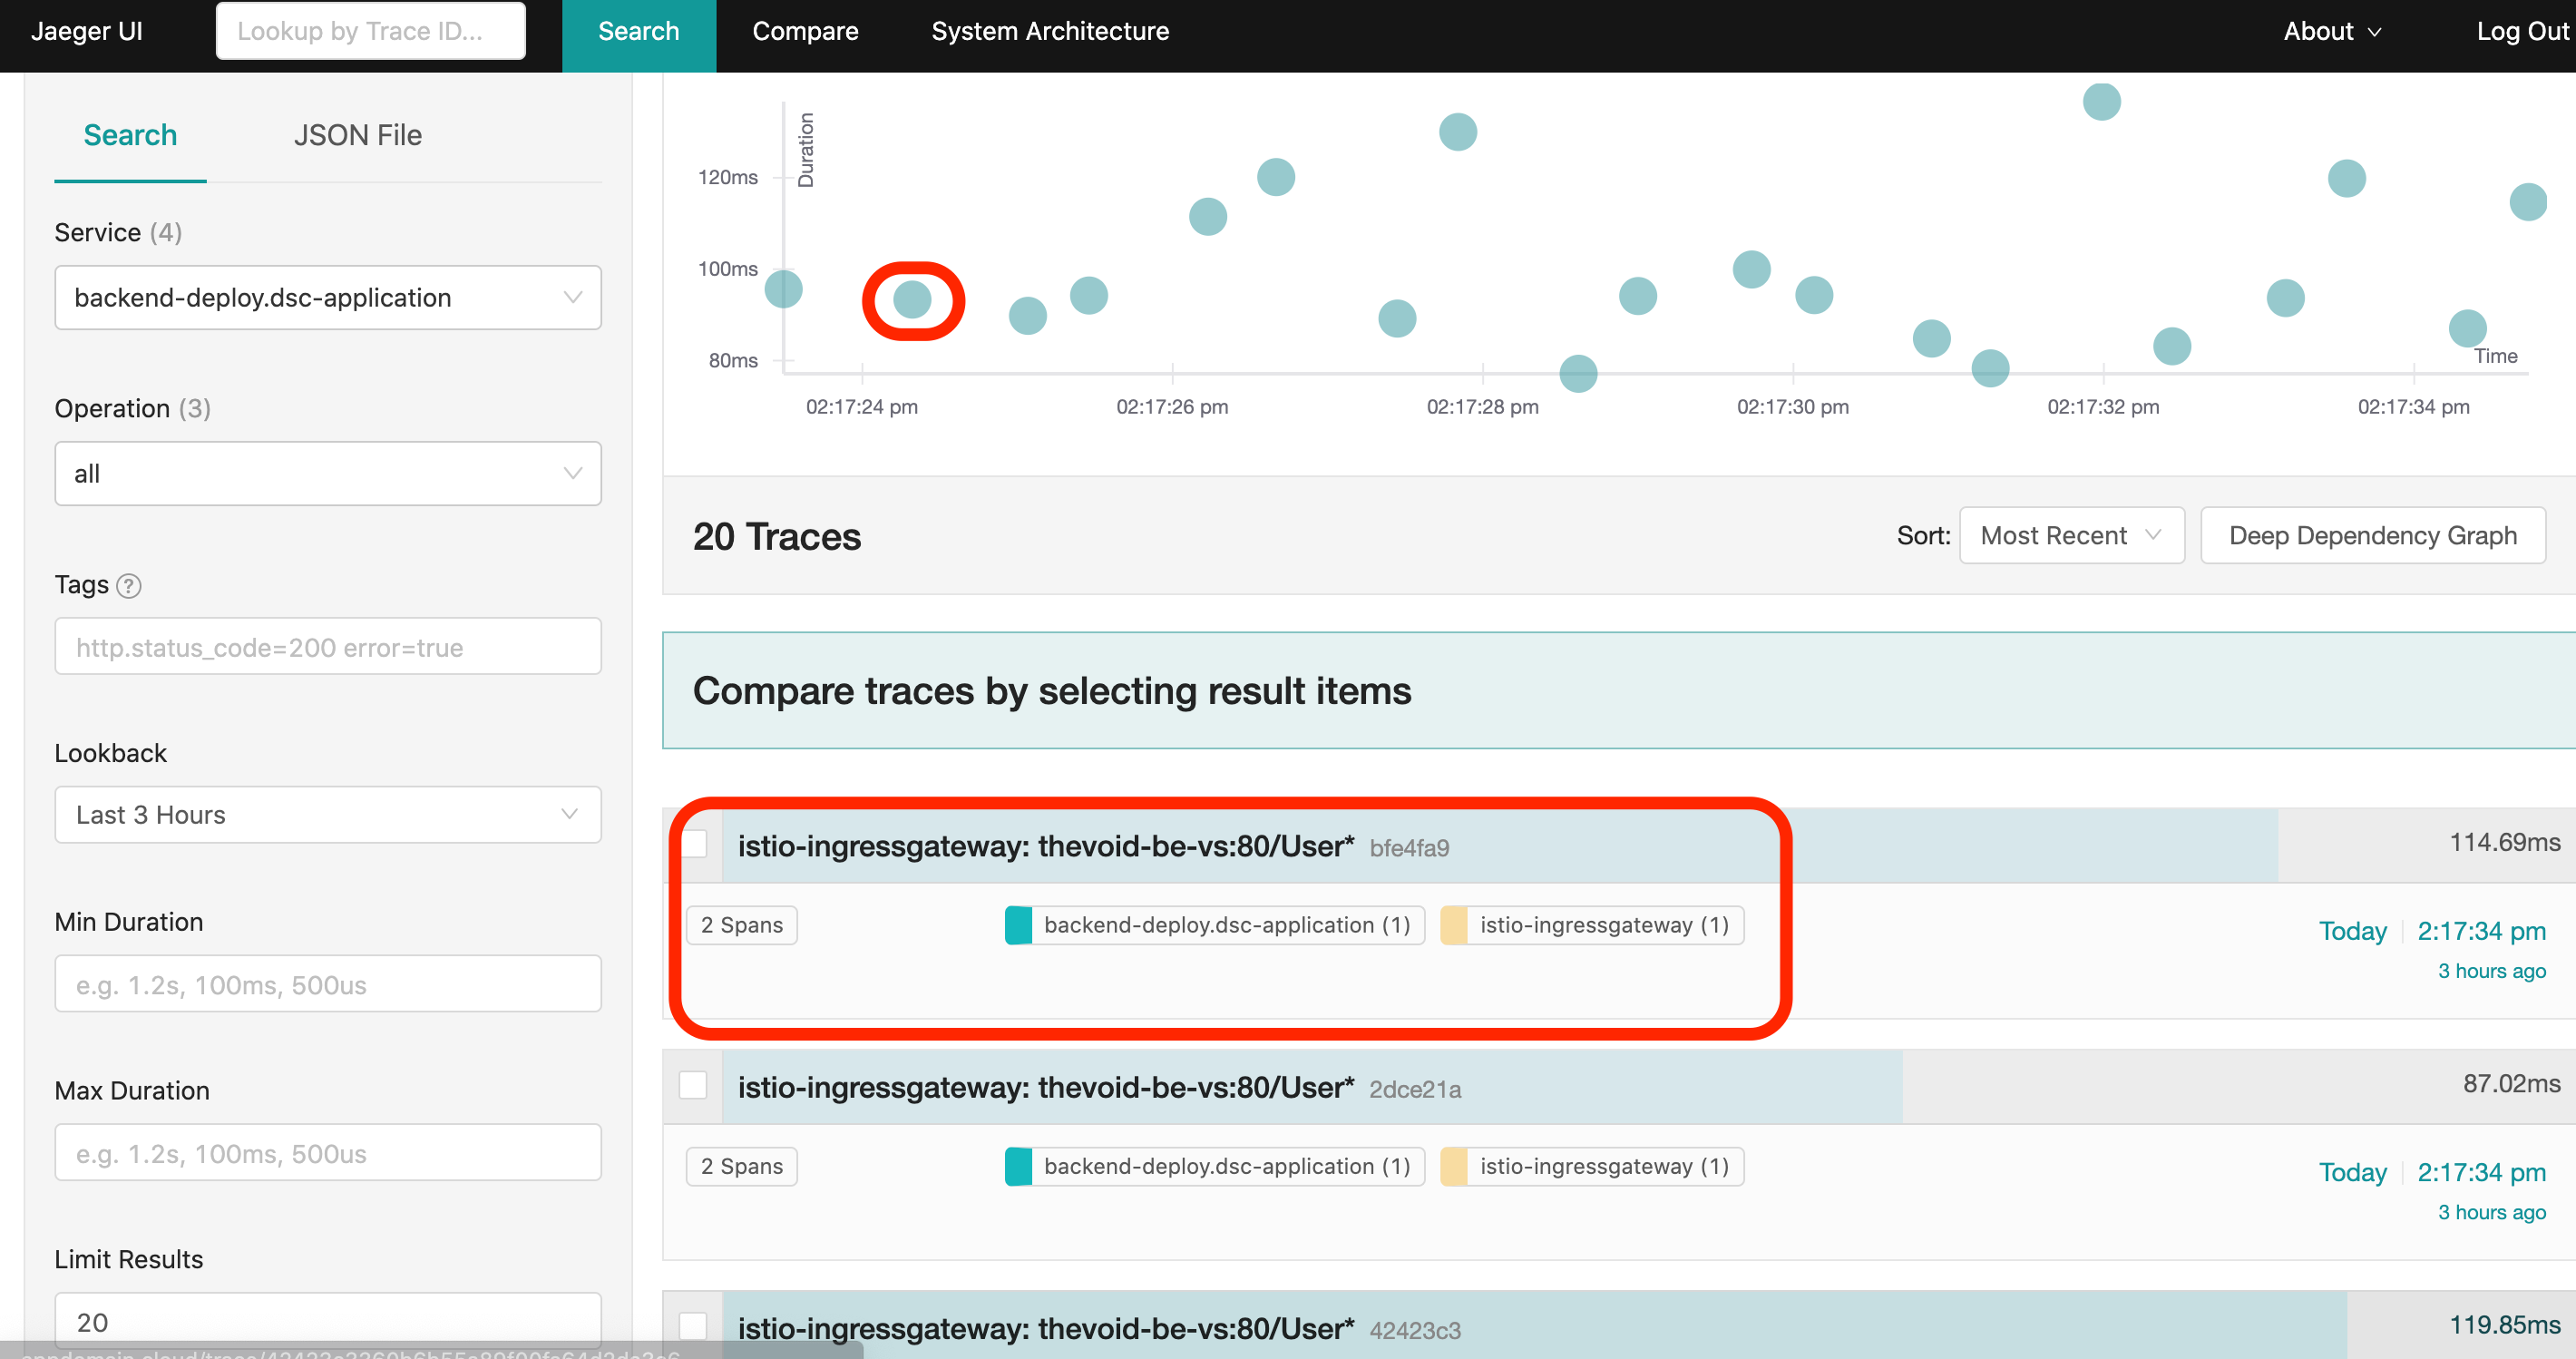 Jaeger UI
Lookup by Trace ID...
Search
Compare
System Architecture
About
Log Out
Search
JSON File
Service (4)
backend-deploy.dsc-application
Operation (3)
all
Tags ?
http.status_code=200 error=true
Lookback
Last 3 Hours
Min Duration
e.g. 1.2s, 100ms, 500us
Max Duration
e.g. 1.2s, 100ms, 500us
Limit Results
20
Duration
120ms
100ms
80ms
Time
02:17:24 pm
02:17:26 pm
02:17:28 pm
02:17:30 pm
02:17:32 pm
02:17:34 pm
20 Traces
Sort:
Most Recent
Deep Dependency Graph
Compare traces by selecting result items
istio-ingressgateway: thevoid-be-vs:80/User* bfe4fa9
114.69ms
2 Spans
backend-deploy.dsc-application (1)
istio-ingressgateway (1)
Today
2:17:34 pm
3 hours ago
istio-ingressgateway: thevoid-be-vs:80/User* 2dce21a
87.02ms
2 Spans
backend-deploy.dsc-application (1)
istio-ingressgateway (1)
Today
2:17:34 pm
3 hours ago
istio-ingressgateway: thevoid-be-vs:80/User* 42423c3
119.85ms